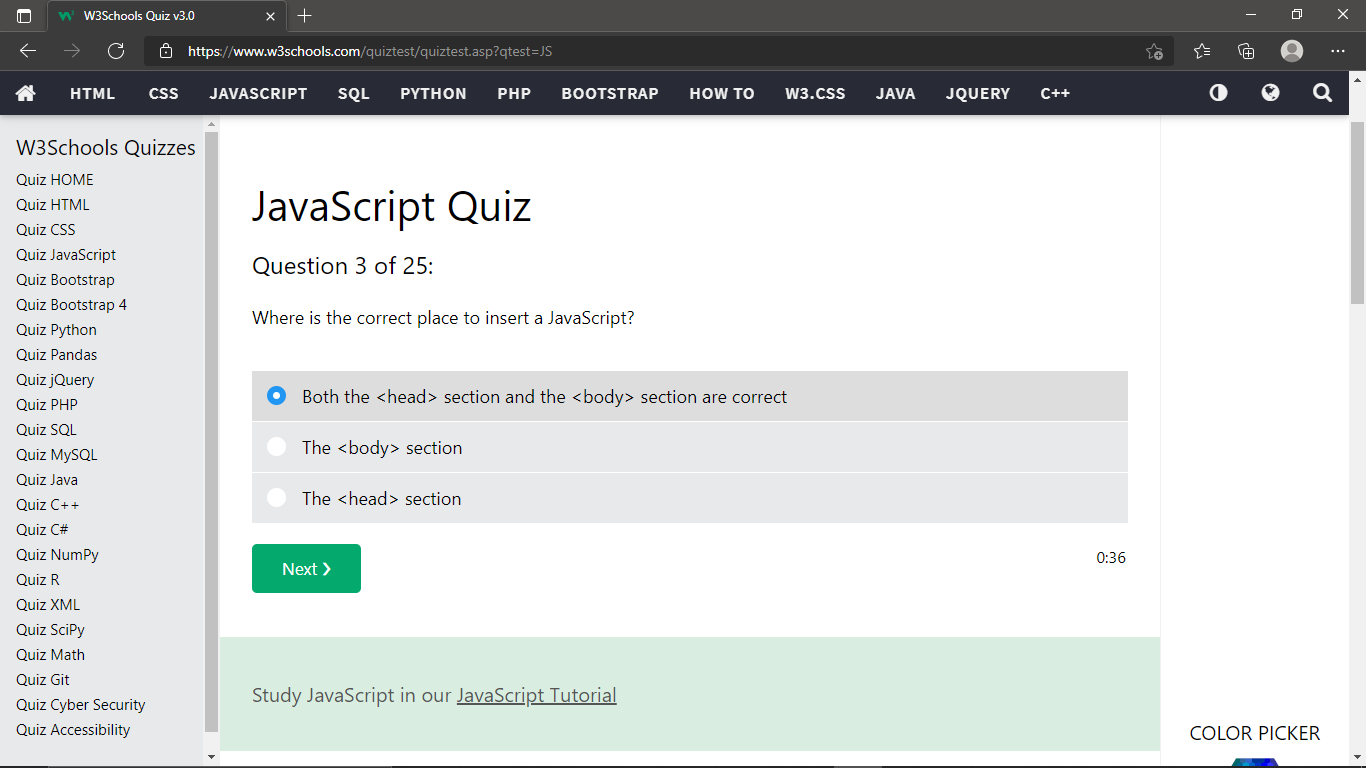 W3Schools Quiz v3.0
https://www.w3schools.com/quiztest/quiztest.asp?qtest=JS
HTML CSS JAVASCRIPT SQL PYTHON PHP BOOTSTRAP HOW TO W3.CSS JAVA JQUERY C++
W3Schools Quizzes
Quiz HOME
Quiz HTML
Quiz CSS
Quiz JavaScript
Quiz Bootstrap
Quiz Bootstrap 4
Quiz Python
Quiz Pandas
Quiz jQuery
Quiz PHP
Quiz SQL
Quiz MySQL
Quiz Java
Quiz C++
Quiz C#
Quiz NumPy
Quiz R
Quiz XML
Quiz SciPy
Quiz Math
Quiz Git
Quiz Cyber Security
Quiz Accessibility
JavaScript Quiz
Question 3 of 25:
Where is the correct place to insert a JavaScript?
Both the <head> section and the <body> section are correct
The <body> section
The <head> section
Next ❯
0:36
Study JavaScript in our JavaScript Tutorial
COLOR PICKER